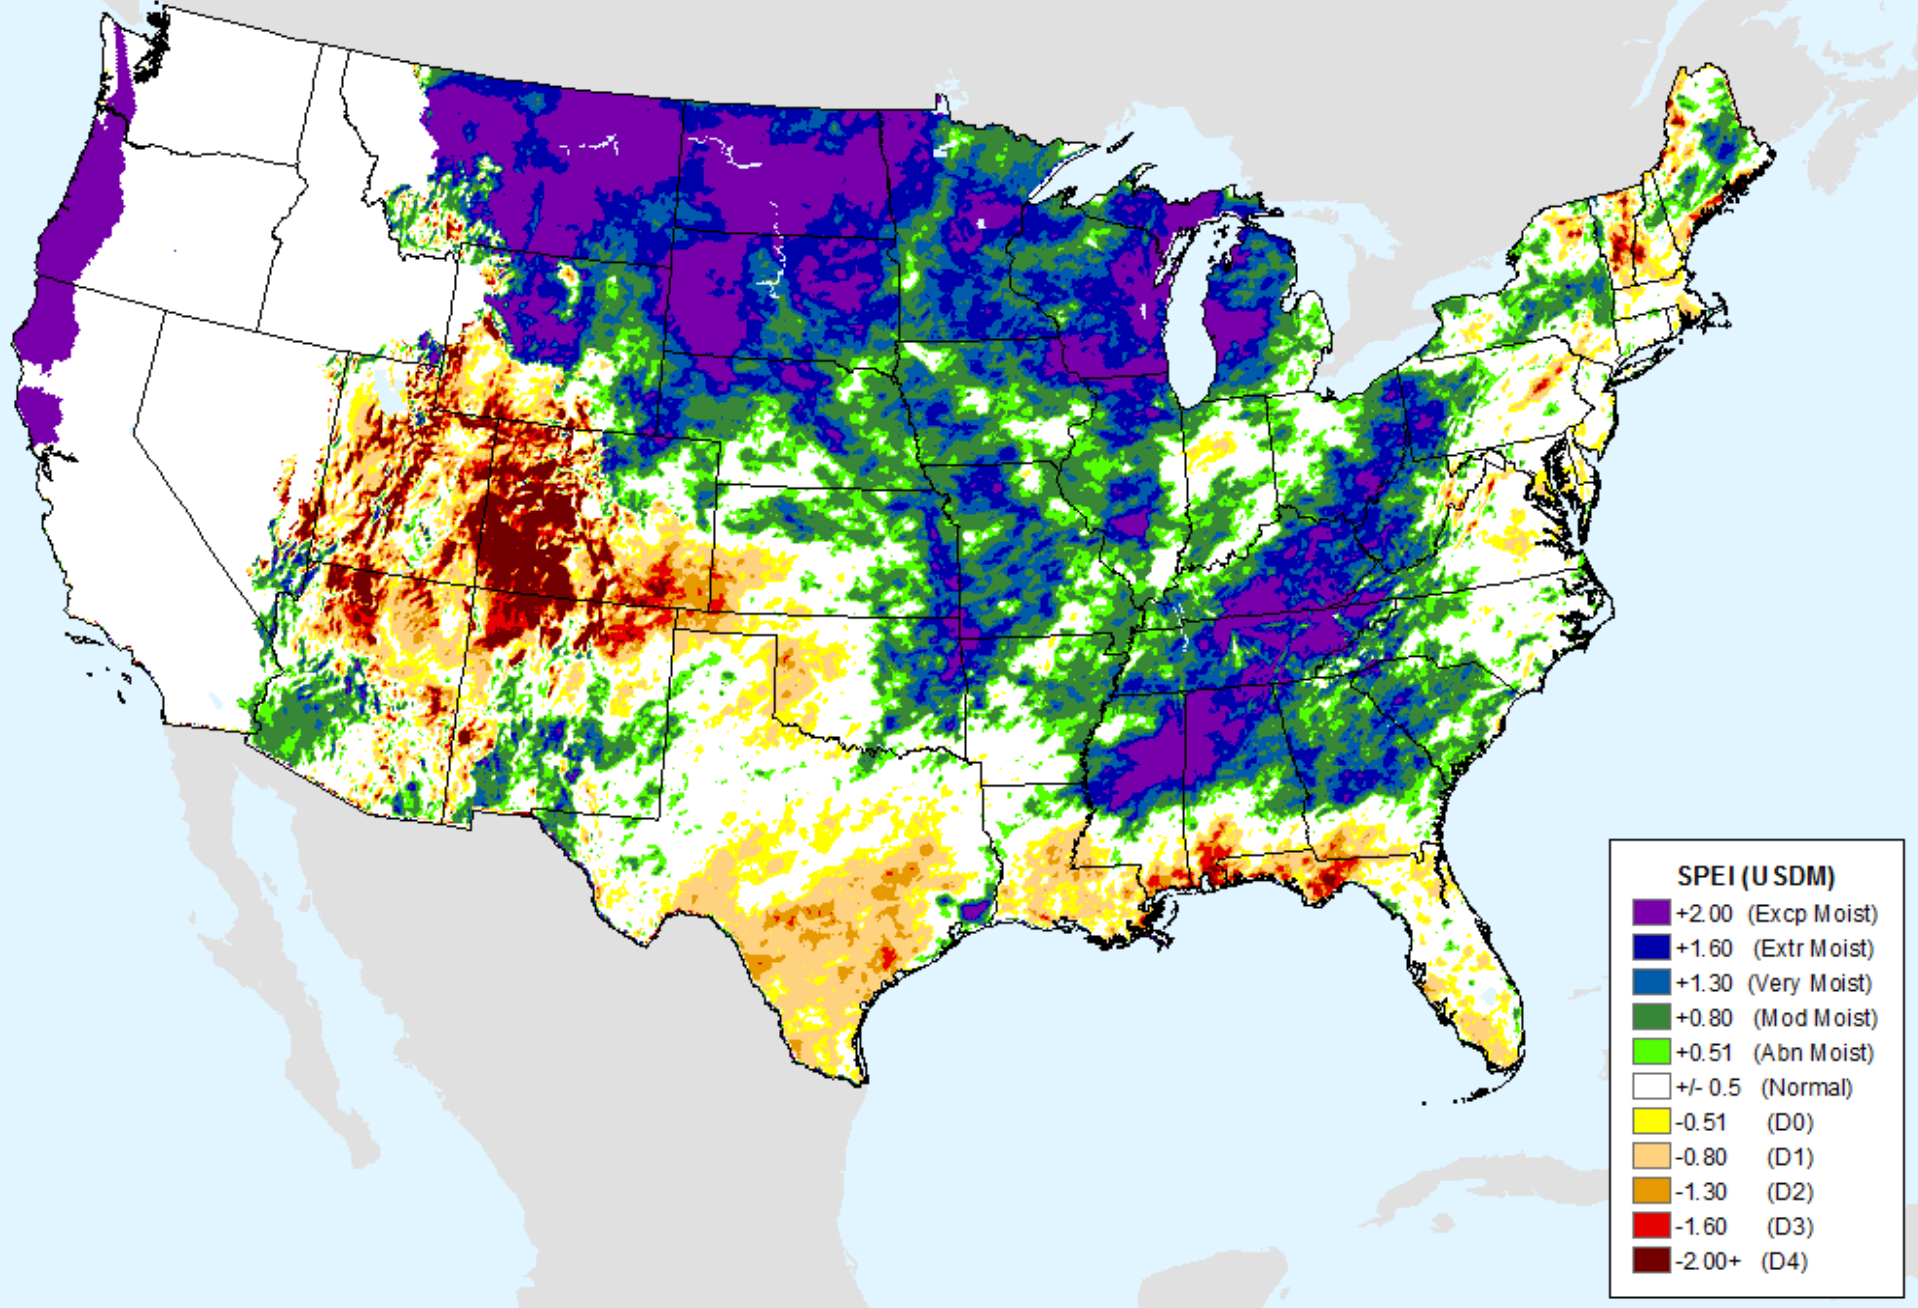 SPEI (USDM)
+2.00 (Excp Moist)
+1.60 (Extr Moist)
+1.30 (Very Moist)
+0.80 (Mod Moist)
+0.51 (Abn Moist)
+/- 0.5 (Normal)
-0.51 (D0)
-0.80 (D1)
-1.30 (D2)
-1.60 (D3)
-2.00+ (D4)